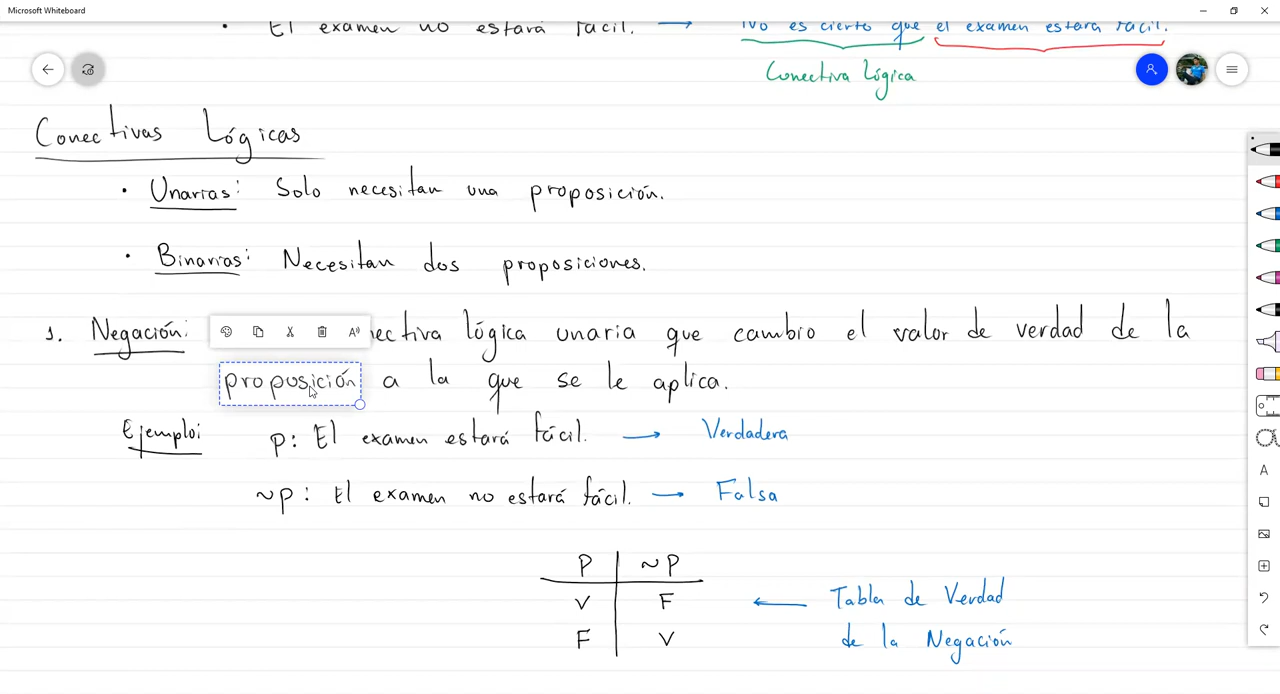 Microsoft Whiteboard
• El examen no estará fácil. → No es cierto que el examen estará fácil.
Conectiva lógica
Conectivas Lógicas
• Unarias: Solo necesitan una proposición.
• Binarias: Necesitan dos proposiciones.
1. Negación: nectiva lógica unaria que cambio el valor de verdad de la
proposición a la que se le aplica.
Ejemplo: p: El examen estará fácil. → Verdadera
~p: El examen no estará fácil. → Falsa
P ~P
V F ← Tabla de Verdad
F V de la Negación